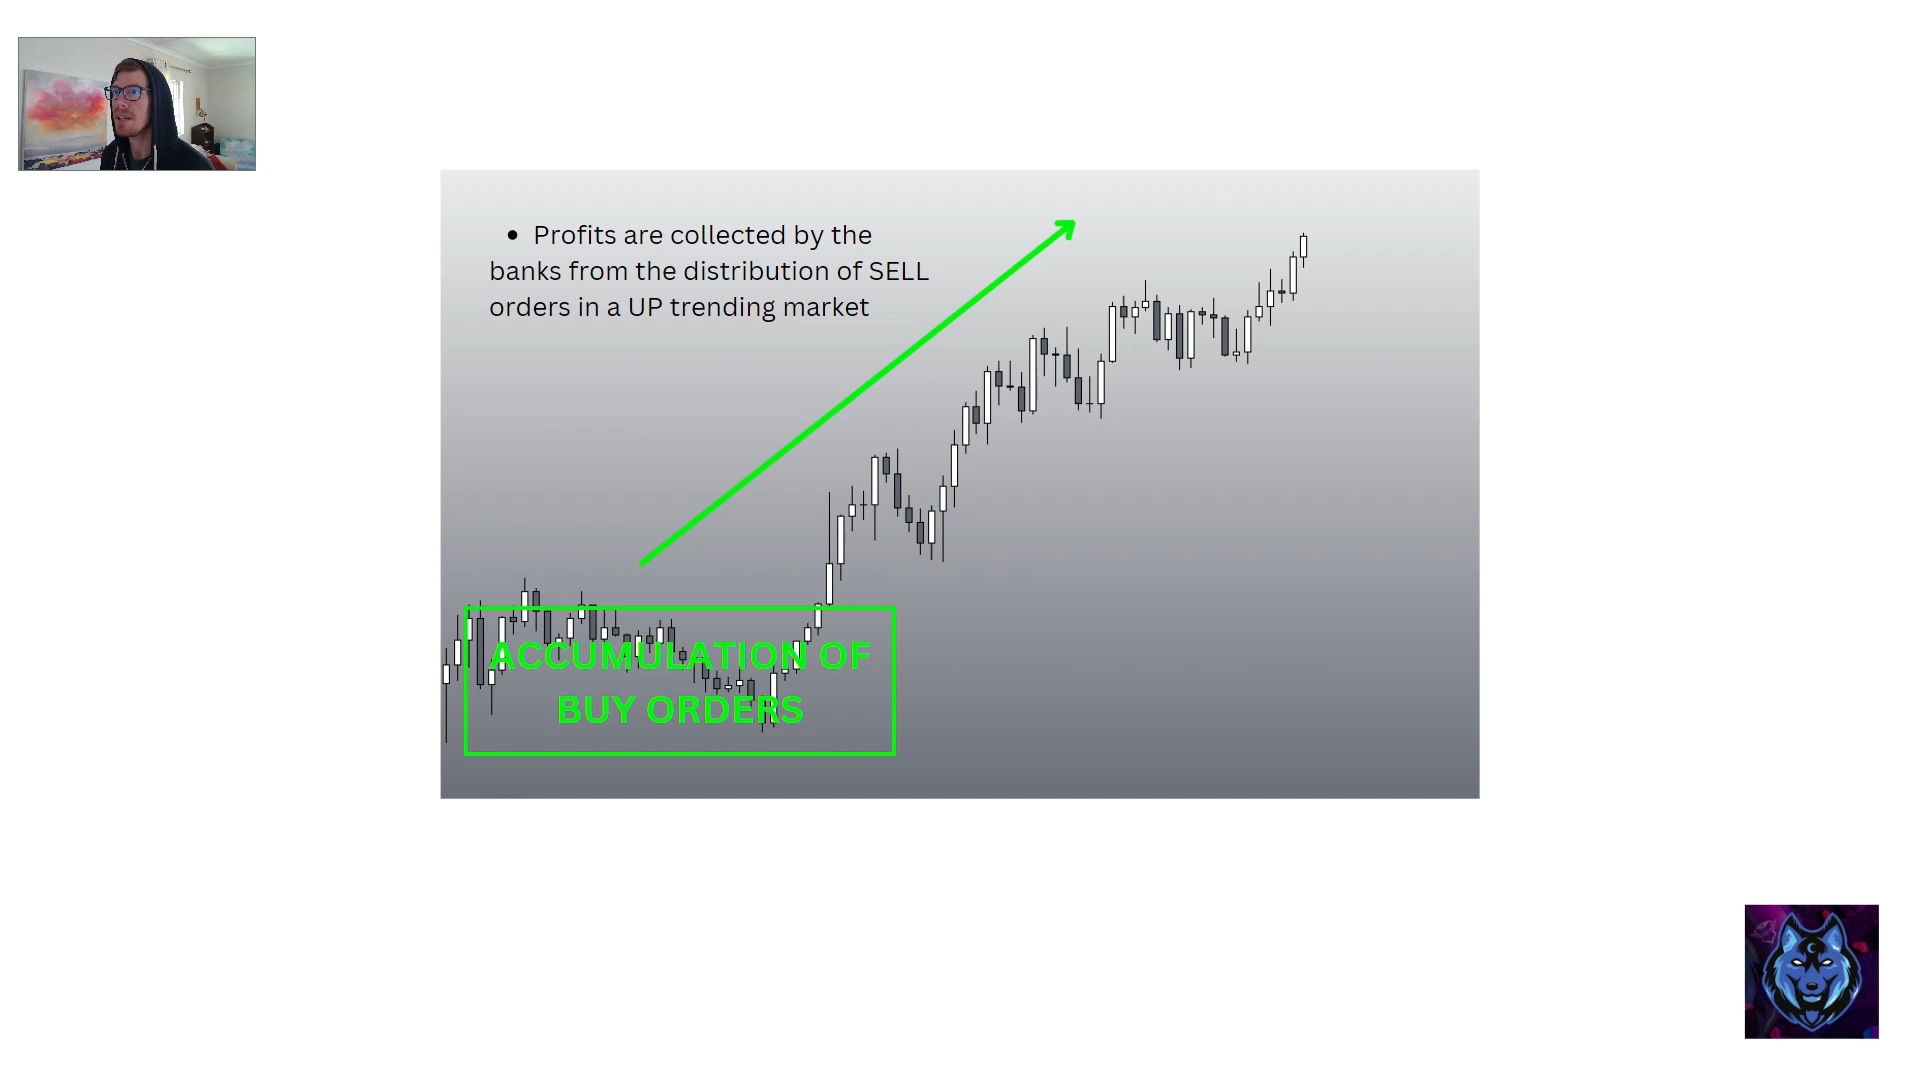 • Profits are collected by the
banks from the distribution of SELL
orders in a UP trending market
ACCUMULATION OF
BUY ORDERS